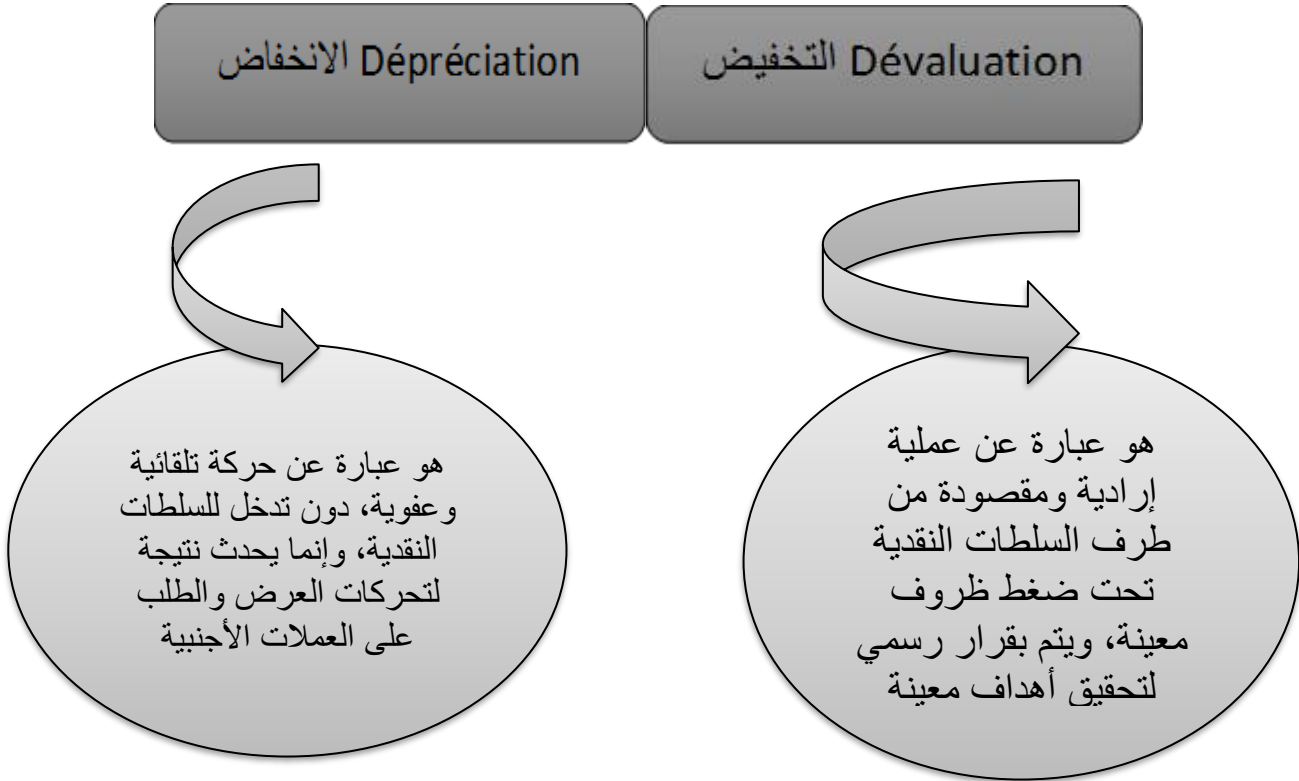 التخفيض Dévaluation
الانخفاض Dépréciation
هو عبارة عن عملية
إرادية ومقصودة من
طرف السلطات النقدية
تحت ضغط ظروف
معينة، ويتم بقرار رسمي
لتحقيق أهداف معينة
هو عبارة عن حركة تلقائية
وعفوية، دون تدخل للسلطات
النقدية، وإنما يحدث نتيجة
لتحركات العرض والطلب
على العملات الأجنبية